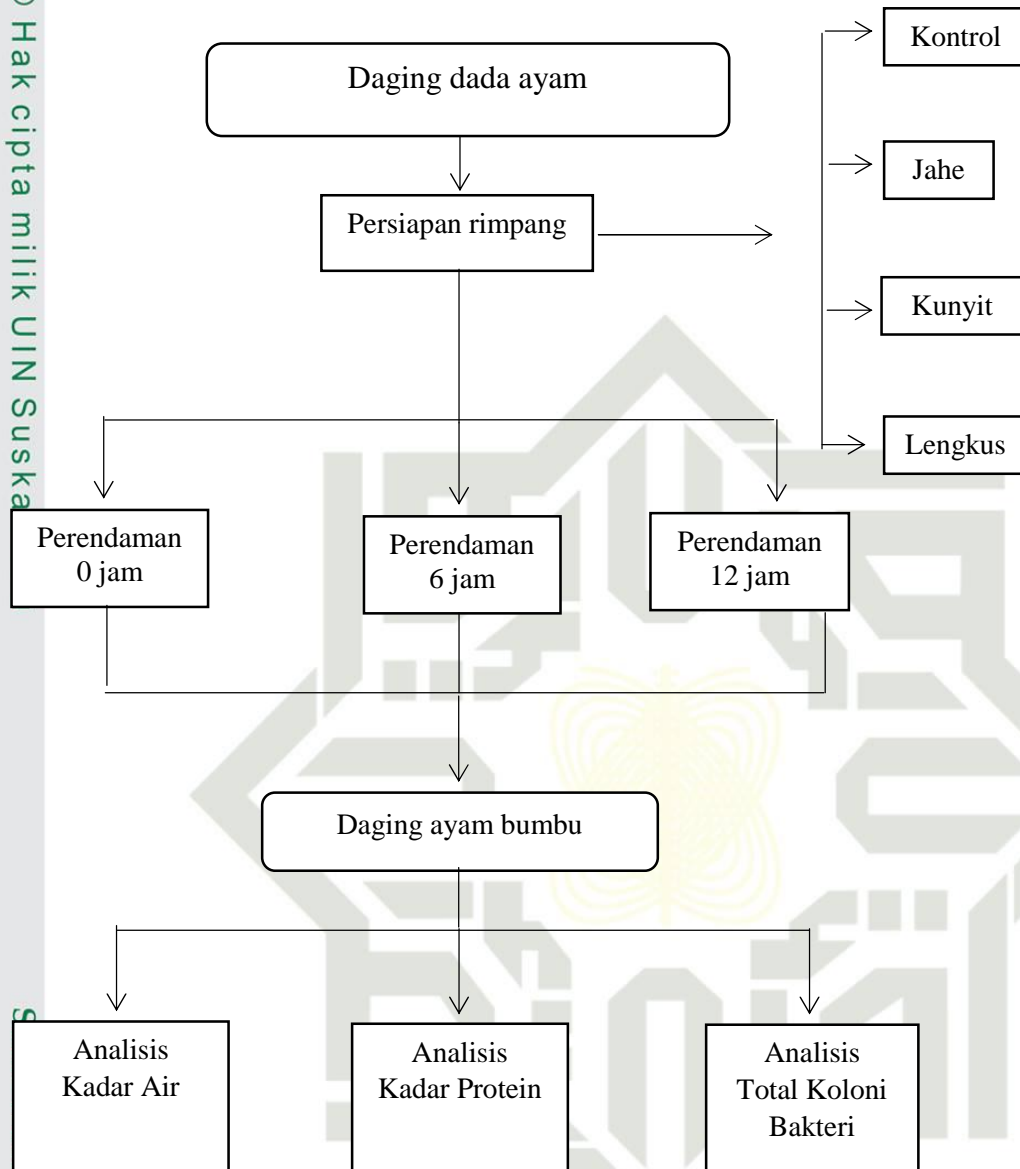 © Hak cipta milik UIN Suska
Daging dada ayam
Kontrol
Jahe
Persiapan rimpang
Kunyit
Lengkus
Perendaman
0 jam
Perendaman
6 jam
Perendaman
12 jam
Daging ayam bumbu
Analisis
Kadar Air
Analisis
Kadar Protein
Analisis
Total Koloni
Bakteri